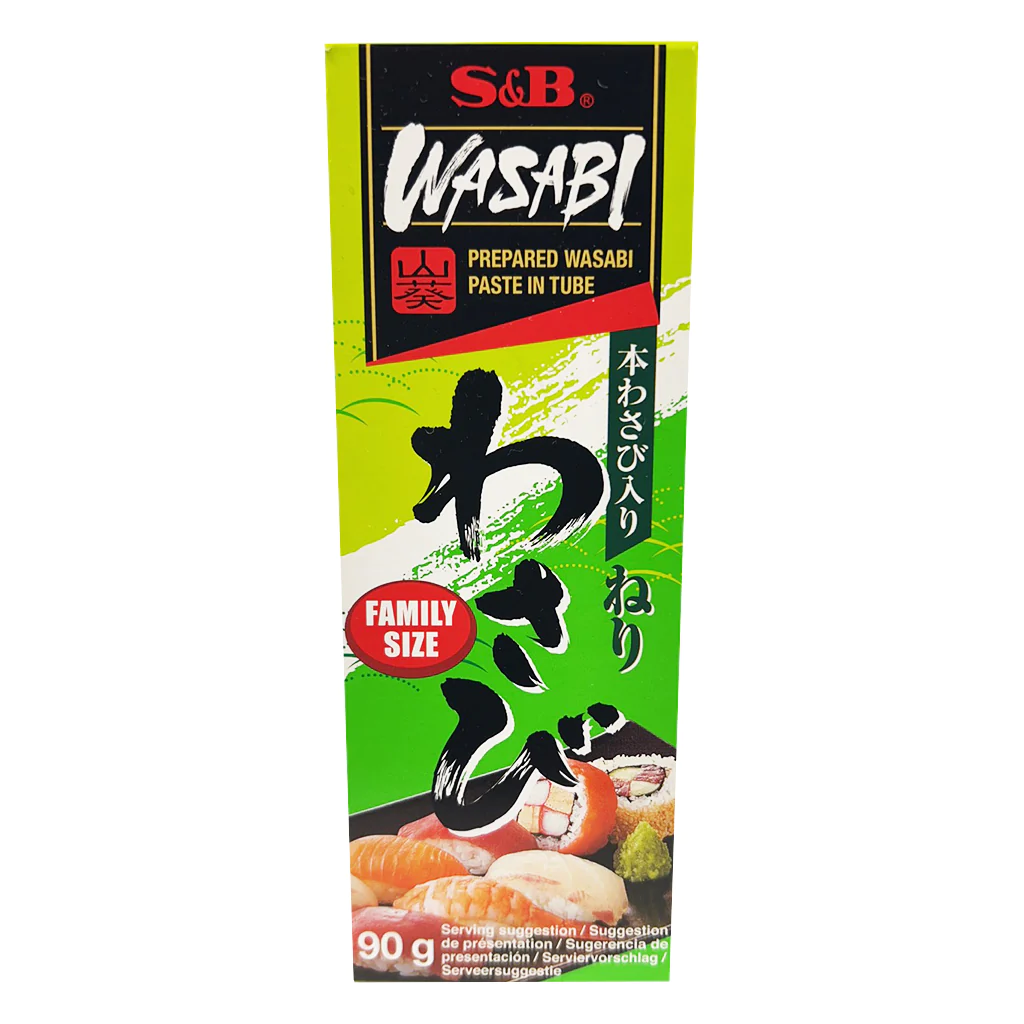 S&B®
WASABI
山葵
PREPARED WASABI
PASTE IN TUBE
本わさび入り
ねり
わさび
FAMILY
SIZE
90 g
Serving suggestion / Suggestion
de présentation / Sugerencia de
presentación / Serviervorschlag /
Serveersuggestie